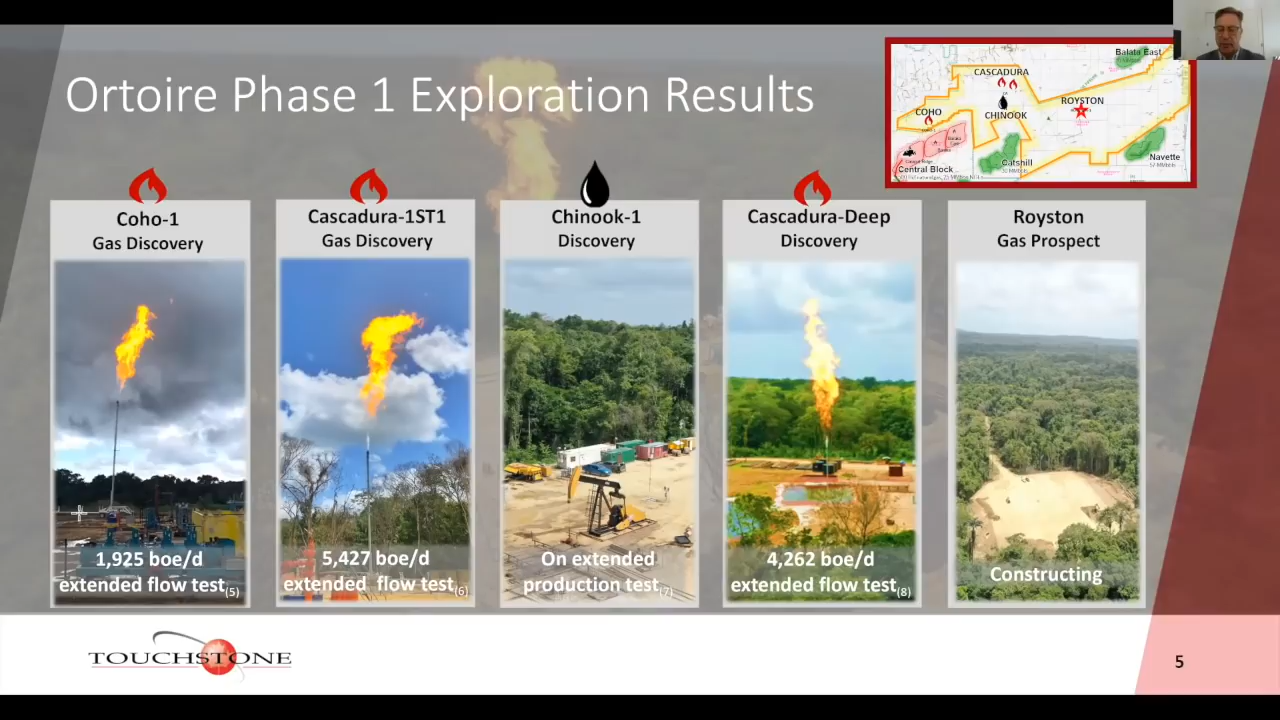 Ortoire Phase 1 Exploration Results
Balata East
CASCADURA
COHO
CHINOOK
ROYSTON
Catshill
Navette
Central Block
Coho-1
Gas Discovery
1,925 boe/d
extended flow test(5)
Cascadura-1ST1
Gas Discovery
5,427 boe/d
extended flow test(6)
Chinook-1
Discovery
On extended
production test(7)
Cascadura-Deep
Discovery
4,262 boe/d
extended flow test(8)
Royston
Gas Prospect
Constructing
TOUCHSTONE
5